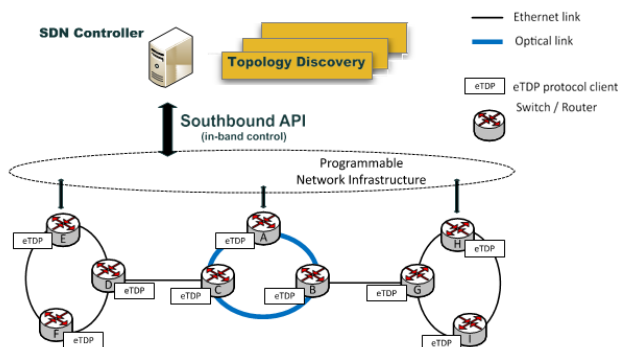 SDN Controller
Topology Discovery
Ethernet link
Optical link
eTDP
eTDP protocol client
Switch / Router
Southbound API
(in-band control)
Programmable
Network Infrastructure
E
eTDP
A
eTDP
H
eTDP
D
eTDP
C
eTDP
B
eTDP
G
eTDP
F
eTDP
I
eTDP